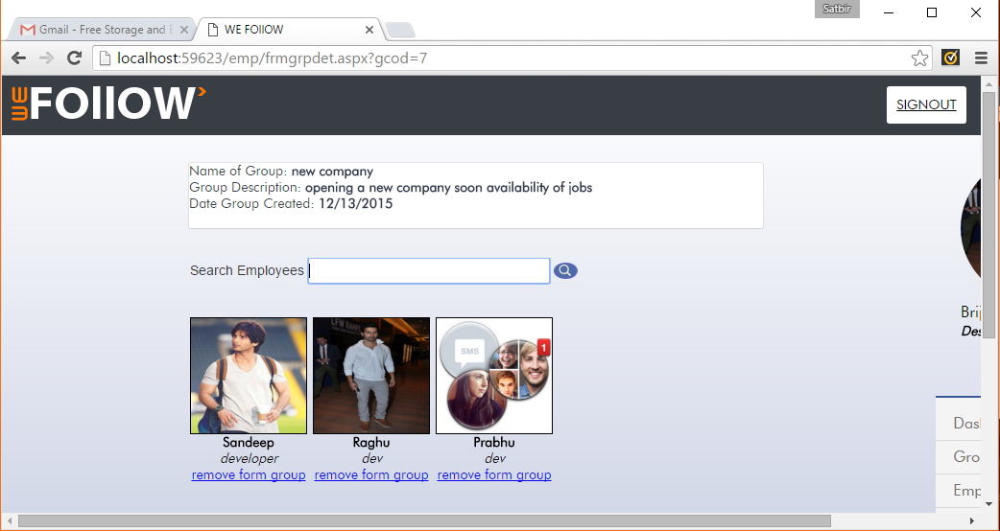 Satbir
Gmail - Free Storage and E
WE FOllOW
localhost:59623/emp/frmgrpdet.aspx?gcod=7
WE FOllOW
SIGNOUT
Name of Group: new company
Group Description: opening a new company soon availability of jobs
Date Group Created: 12/13/2015
Search Employees
SMS
1
Sandeep
developer
remove form group
Raghu
dev
remove form group
Prabhu
dev
remove form group
Brij
Des
Dash
Gro
Emp